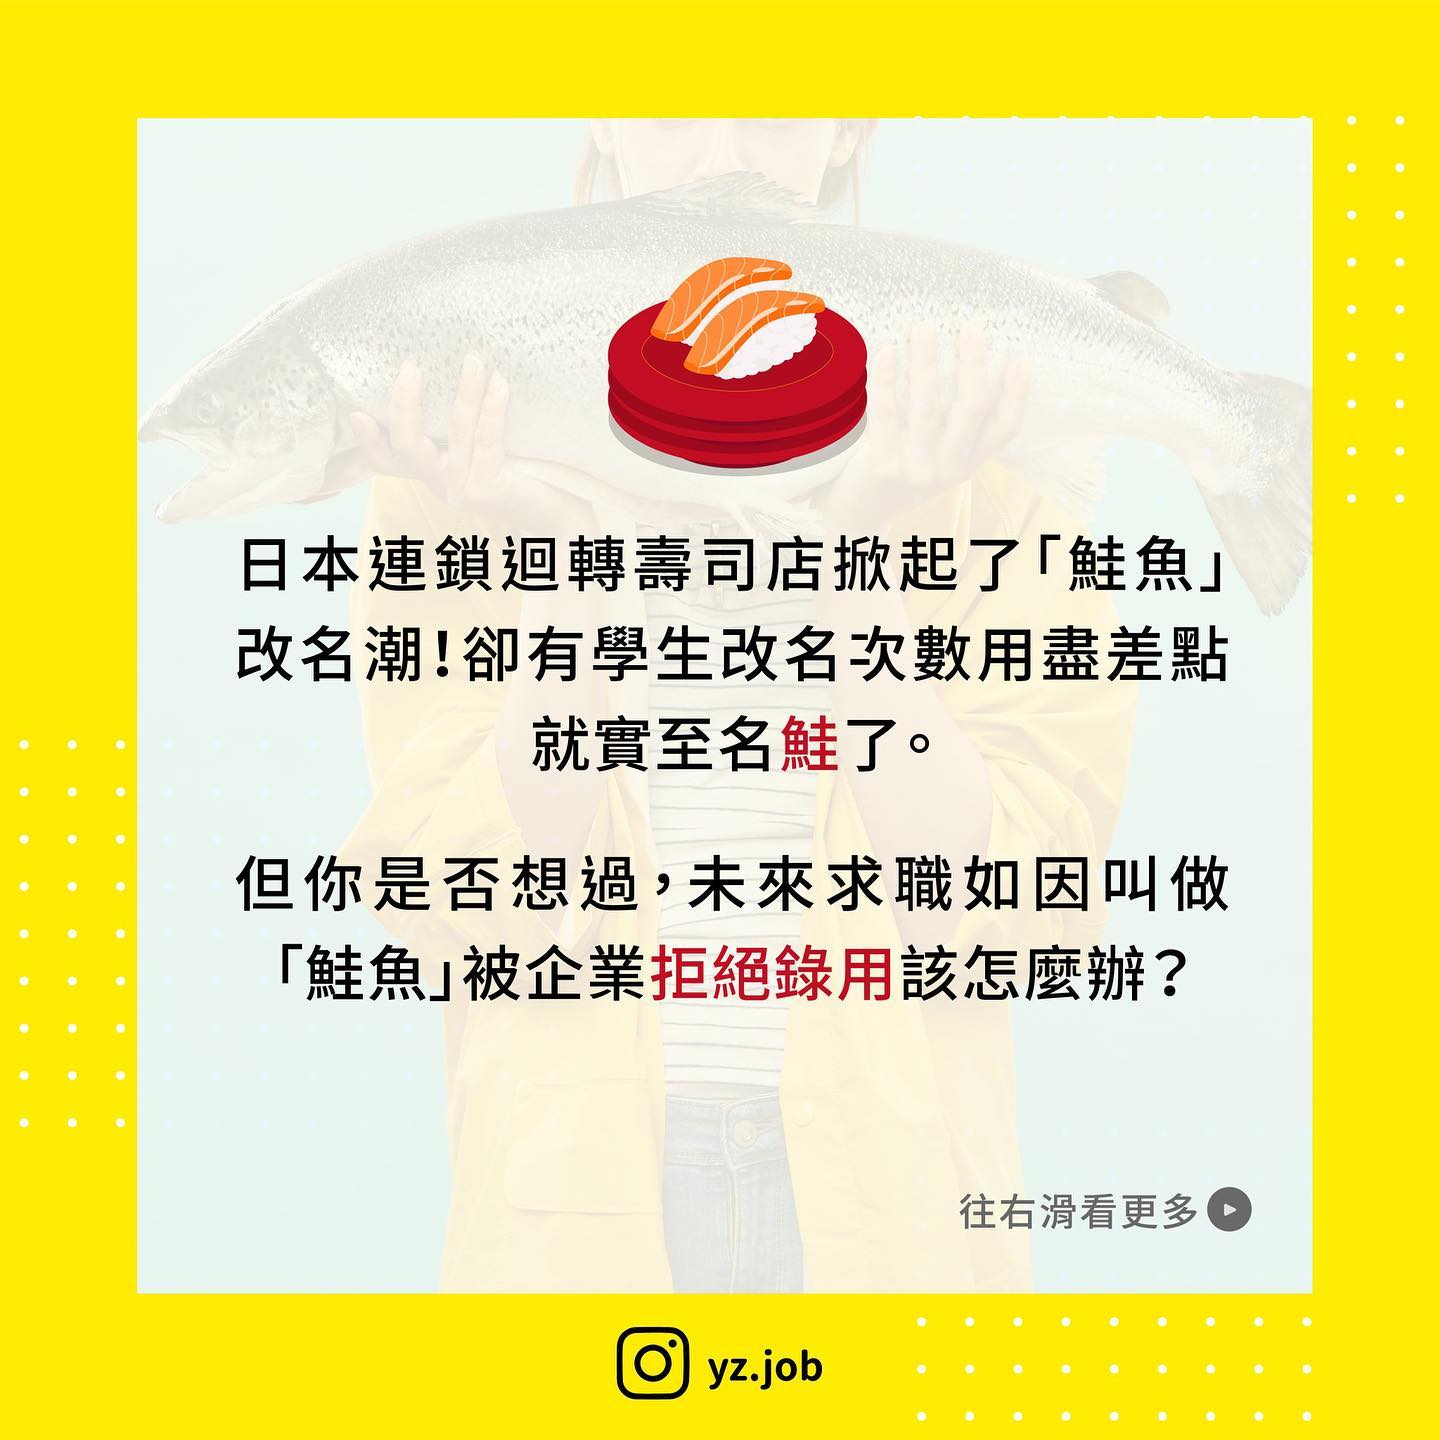 日本連鎖迴轉壽司店掀起了「鮭魚」
改名潮！卻有學生改名次數用盡差點
就實至名鮭了。
但你是否想過，未來求職如因叫做
「鮭魚」被企業拒絕錄用該怎麼辦？
往右滑看更多
yz.job